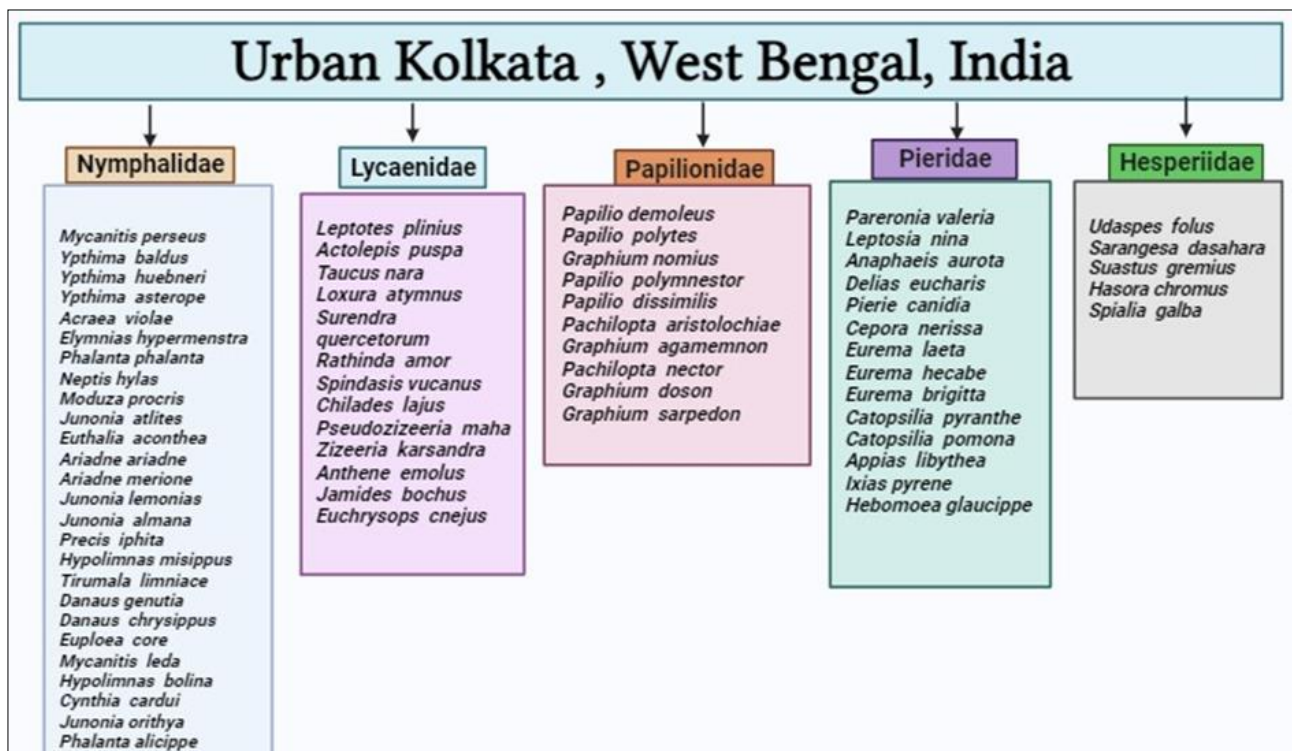 Urban Kolkata , West Bengal, India
Nymphalidae
Mycanitis perseus
Ypthima baldus
Ypthima huebneri
Ypthima asterope
Acraea violae
Elymnias hypermenstra
Phalanta phalanta
Neptis hylas
Moduza procris
Junonia atlites
Euthalia aconthea
Ariadne ariadne
Ariadne merione
Junonia lemonias
Junonia almana
Precis iphita
Hypolimnas misippus
Tirumala limniace
Danaus genutia
Danaus chrysippus
Euploea core
Mycanitis leda
Hypolimnas bolina
Cynthia cardui
Junonia orithya
Phalanta alicippe
Lycaenidae
Leptotes plinius
Actolepis puspa
Taucus nara
Loxura atymnus
Surendra
quercetorum
Rathinda amor
Spindasis vucanus
Chilades lajus
Pseudozizeeria maha
Zizeeria karsandra
Anthene emolus
Jamides bochus
Euchrysops cnejus
Papilionidae
Papilio demoleus
Papilio polytes
Graphium nomius
Papilio polymnestor
Papilio dissimilis
Pachilopta aristolochiae
Graphium agamemnon
Pachilopta nector
Graphium doson
Graphium sarpedon
Pieridae
Pareronia valeria
Leptosia nina
Anaphaeis aurota
Delias eucharis
Pierie canidia
Cepora nerissa
Eurema laeta
Eurema hecabe
Eurema brigitta
Catopsilia pyranthe
Catopsilia pomona
Appias libythea
Ixias pyrene
Hebomoea glaucippe
Hesperiidae
Udaspes folus
Sarangesa dasahara
Suastus gremius
Hasora chromus
Spialia galba